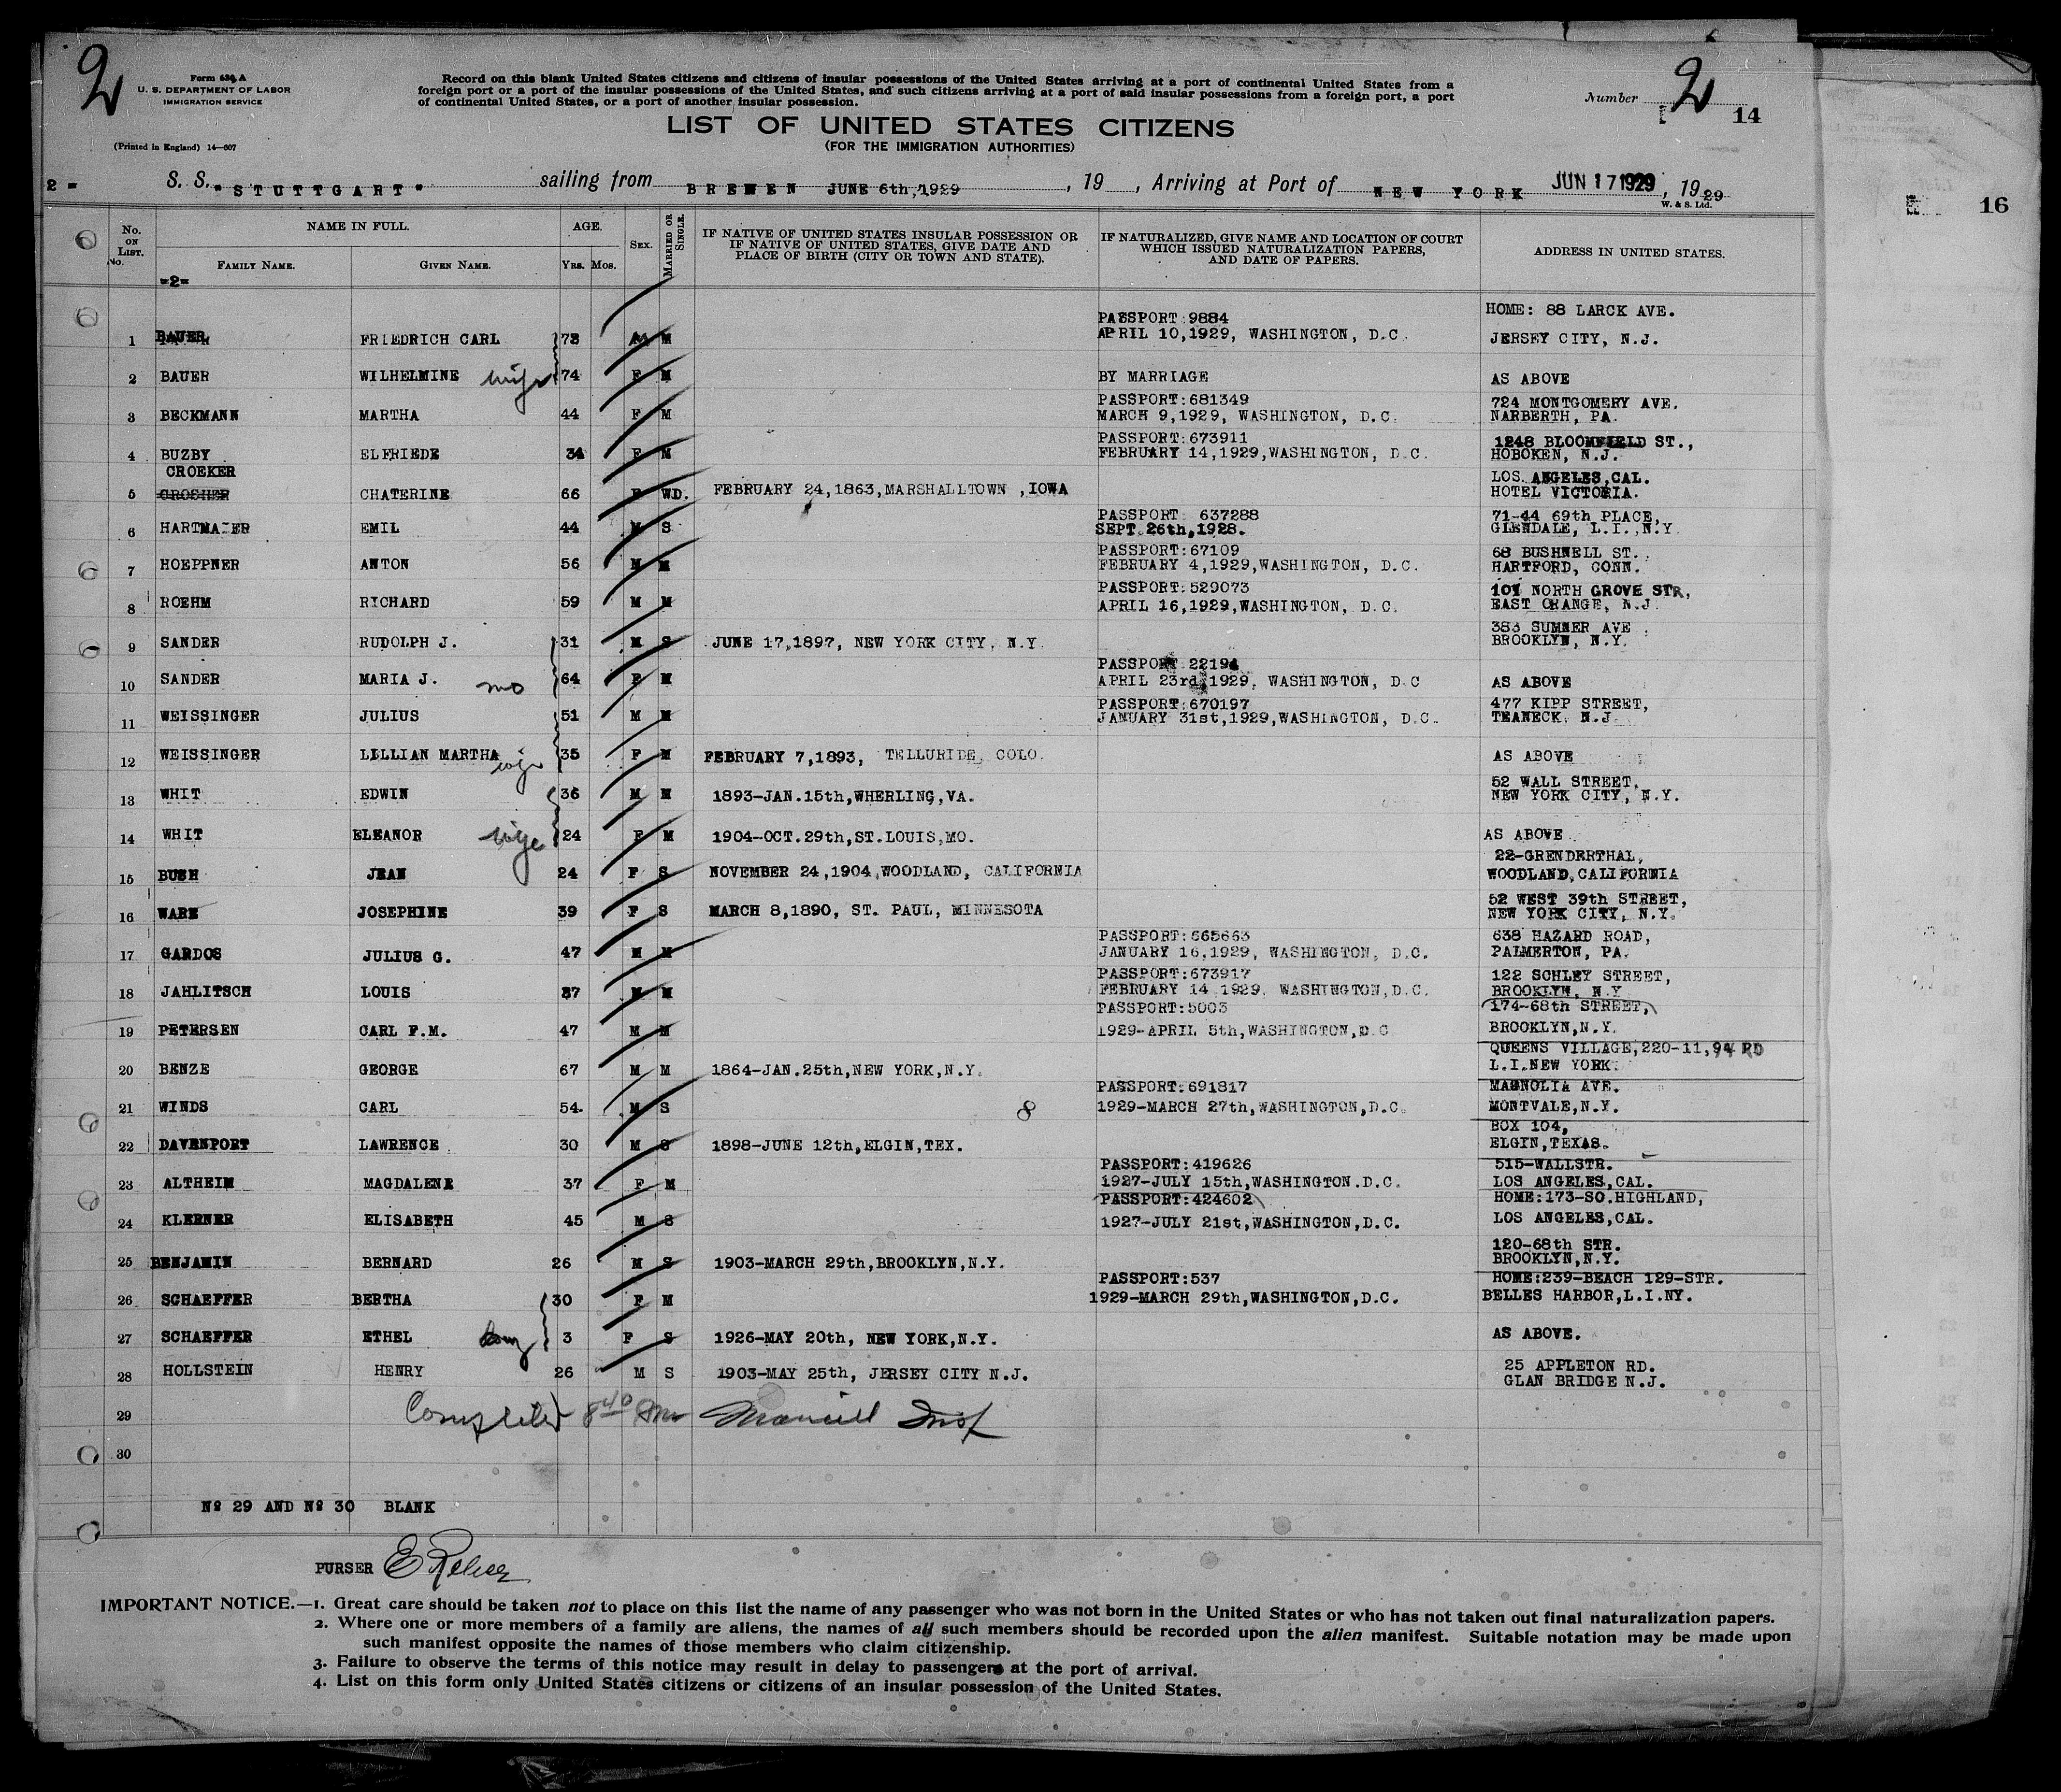 2
2
Form 630 A
U. S. DEPARTMENT OF LABOR
IMMIGRATION SERVICE
(Printed in England) 14—607
Record on this blank United States citizens and citizens of insular possessions of the United States arriving at a port of continental United States from a
foreign port or a port of the insular possessions of the United States, and such citizens arriving at a port of said insular possessions from a foreign port, a port
of continental United States, or a port of another insular possession.
Number
14
LIST OF UNITED STATES CITIZENS
(FOR THE IMMIGRATION AUTHORITIES)
2 = S. S. "STUTTGART" sailing from BREMEN JUNE 6th,1929, 19 , Arriving at Port of NEW YORK JUN 17 1929, 1929
W. & S. Ltd.
16
No. ON LIST. NAME IN FULL. AGE. SEX. MARRIED OR SINGLE. IF NATIVE OF UNITED STATES INSULAR POSSESSION OR IF NATIVE OF UNITED STATES, GIVE DATE AND PLACE OF BIRTH (CITY OR TOWN AND STATE). IF NATURALIZED, GIVE NAME AND LOCATION OF COURT WHICH ISSUED NATURALIZATION PAPERS, AND DATE OF PAPERS. ADDRESS IN UNITED STATES.
No. FAMILY NAME. GIVEN NAME. YRS. MOS.
=2=
PASSPORT:9884 HOME: 88 LARCK AVE.
1 BAUER FRIEDRICH CARL M M APRIL 10,1929, WASHINGTON, D.C. JERSEY CITY, N.J.
2 BAUER WILHELMINE wife 74 F M BY MARRIAGE AS ABOVE
PASSPORT:681349 724 MONTGOMERY AVE.
3 BECKMANN MARTHA 44 F M MARCH 9,1929, WASHINGTON, D.C. NARBERTH, PA.
PASSPORT:673911 1248 BLOOMFIELD ST.,
4 BUZBY ELFRIEDE 34 F M FEBRUARY 14,1929,WASHINGTON, D.C. HOBOKEN, N.J.
CROEKER LOS ANGELES,CAL.
5 CROSHER CHATERINE 66 F WD. FEBRUARY 24,1863,MARSHALLTOWN ,IOWA HOTEL VICTORIA.
PASSPORT 637288 71-44 69th PLACE,
6 HARTMAIER EMIL 44 M S SEPT.26th,1928. GLENDALE, L.I.,N.Y.
PASSPORT:67109 68 BUSHNELL ST.
7 HOEPPNER ANTON 56 M M FEBRUARY 4,1929,WASHINGTON, D.C. HARTFORD, CONN.
PASSPORT:529073 101 NORTH GROVE STR,
8 ROEHM RICHARD 59 M M APRIL 16,1929,WASHINGTON, D.C. EAST ORANGE, N.J.
383 SUMNER AVE.
9 SANDER RUDOLPH J. 31 M S JUNE 17,1897, NEW YORK CITY, N.Y. BROOKLYN, N.Y.
PASSPORT 22194
10 SANDER MARIA J. mo 64 F M APRIL 23rd,1929, WASHINGTON, D.C AS ABOVE
PASSPORT:670197 477 KIPP STREET,
11 WEISSINGER JULIUS 51 M M JANUARY 31st,1929,WASHINGTON, D.C. TEANECK, N.J.
12 WEISSINGER LILLIAN MARTHA wife 35 F M FEBRUARY 7,1893, TELLURIDE, COLO. AS ABOVE
52 WALL STREET,
13 WHIT EDWIN 36 M M 1893-JAN.15th,WHERLING,VA. NEW YORK CITY, N.Y.
14 WHIT ELEANOR wife 24 F M 1904-OCT.29th,ST.LOUIS,MO. AS ABOVE
22-GRENDERTHAL,
15 BUSH JEAN 24 F S NOVEMBER 24,1904,WOODLAND, CALIFORNIA WOODLAND,CALIFORNIA
52 WEST 39th STREET,
16 WARE JOSEPHINE 39 F S MARCH 8,1890, ST. PAUL, MINNESOTA NEW YORK CITY, N.Y.
PASSPORT:665663 638 HAZARD ROAD,
17 GARDOS JULIUS G. 47 M M JANUARY 16,1929, WASHINGTON, D.C. PALMERTON, PA.
PASSPORT:673917 122 SCHLEY STREET,
18 JAHLITSCH LOUIS 37 M M FEBRUARY 14 1929, WASHINGTON,D.C. BROOKLYN, N.Y
PASSPORT:5003 174-68th STREET,
19 PETERSEN CARL F.M. 47 M M 1929-APRIL 5th,WASHINGTON,D.C BROOKLYN,N.Y.
QUEENS VILLAGE,220-11,94 RD
20 BENZE GEORGE 67 M M 1864-JAN.25th,NEW YORK,N.Y. L.I.NEW YORK.
PASSPORT:691817 MAGNOLIA AVE.
21 WINDS CARL 54. M S 8 1929-MARCH 27th,WASHINGTON,D.C. MONTVALE,N.Y.
BOX 104,
22 DAVENPORT LAWRENCE 30 M S 1898-JUNE 12th,ELGIN,TEX. ELGIN,TEXAS.
PASSPORT:419626 515-WALLSTR.
23 ALTHEIM MAGDALENE 37 F M 1927-JULY 15th,WASHINGTON.D.C. LOS ANGELES,CAL.
PASSPORT:424602 HOME:173-SO.HIGHLAND,
24 KLERNER ELISABETH 45 M S 1927-JULY 21st,WASHINGTON,D.C. LOS ANGELES,CAL.
120-68th STR.
25 BENJAMIN BERNARD 26 M S 1903-MARCH 29th,BROOKLYN,N.Y. BROOKLYN,N.Y.
PASSPORT:537 HOME:239-BEACH 129-STR.
26 SCHAEFFER BERTHA 30 F M 1929-MARCH 29th,WASHINGTON,D.C. BELLES HARBOR,L.I.NY.
27 SCHAEFFER ETHEL 3 F S 1926-MAY 20th, NEW YORK,N.Y. AS ABOVE.
25 APPLETON RD.
28 HOLLSTEIN HENRY 26 M S 1903-MAY 25th, JERSEY CITY N.J. GLAN BRIDGE N.J.
29 Completed 8 40
30
Nº 29 AND Nº 30 BLANK
PURSER
IMPORTANT NOTICE.—1. Great care should be taken not to place on this list the name of any passenger who was not born in the United States or who has not taken out final naturalization papers.
2. Where one or more members of a family are aliens, the names of all such members should be recorded upon the alien manifest. Suitable notation may be made upon
such manifest opposite the names of those members who claim citizenship.
3. Failure to observe the terms of this notice may result in delay to passengers at the port of arrival.
4. List on this form only United States citizens or citizens of an insular possession of the United States.